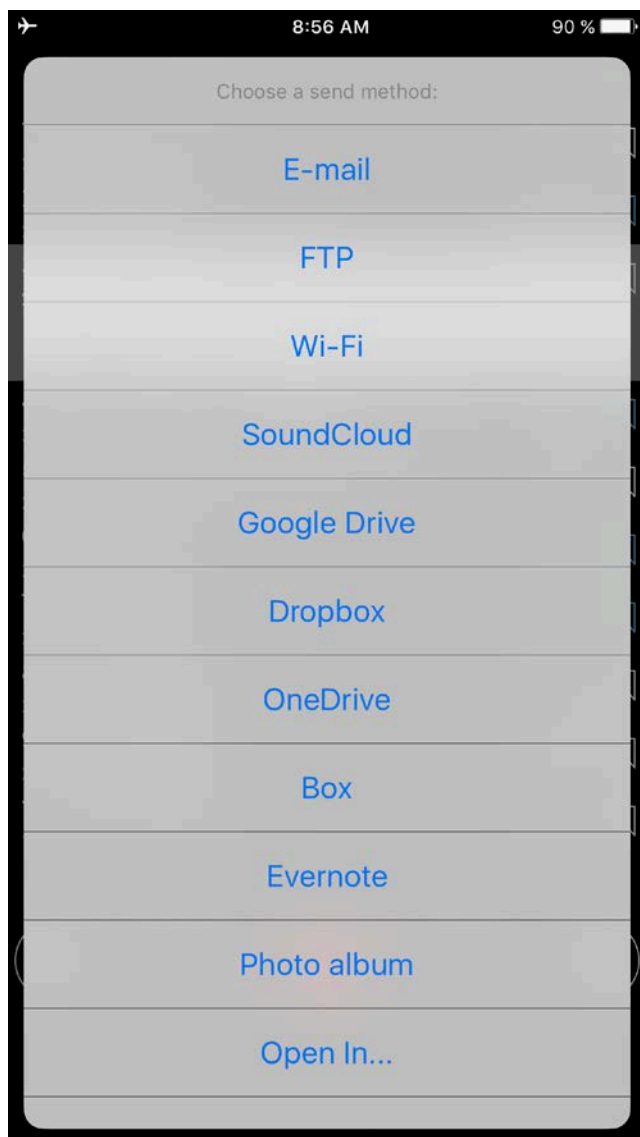 8:56 AM 90 %
Choose a send method:
E-mail
FTP
Wi-Fi
SoundCloud
Google Drive
Dropbox
OneDrive
Box
Evernote
Photo album
Open In...